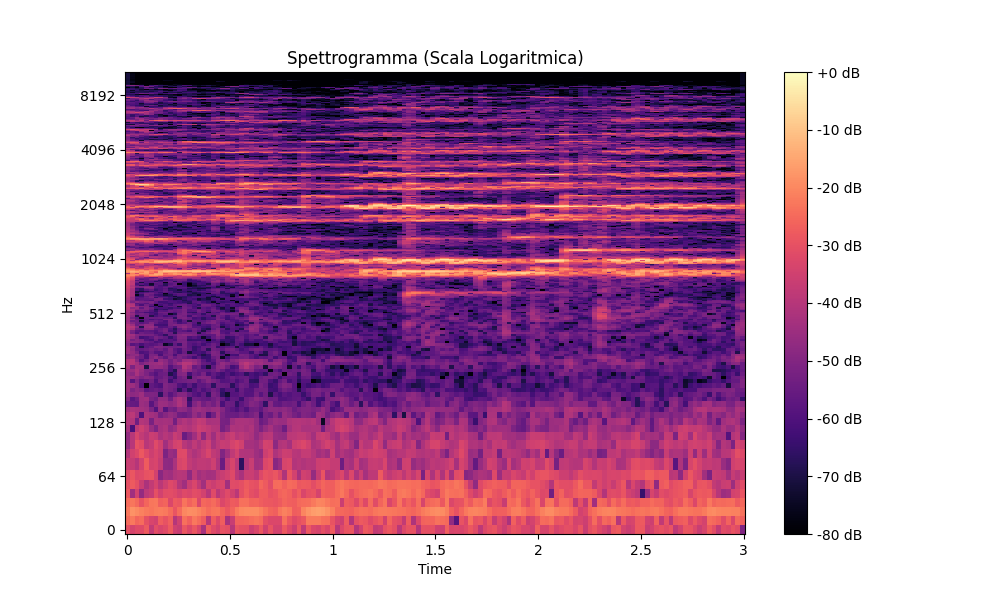 Spettrogramma (Scala Logaritmica)
8192
4096
2048
1024
512
256
128
64
0
Hz
0
0.5
1
1.5
2
2.5
3
Time
+0 dB
-10 dB
-20 dB
-30 dB
-40 dB
-50 dB
-60 dB
-70 dB
-80 dB